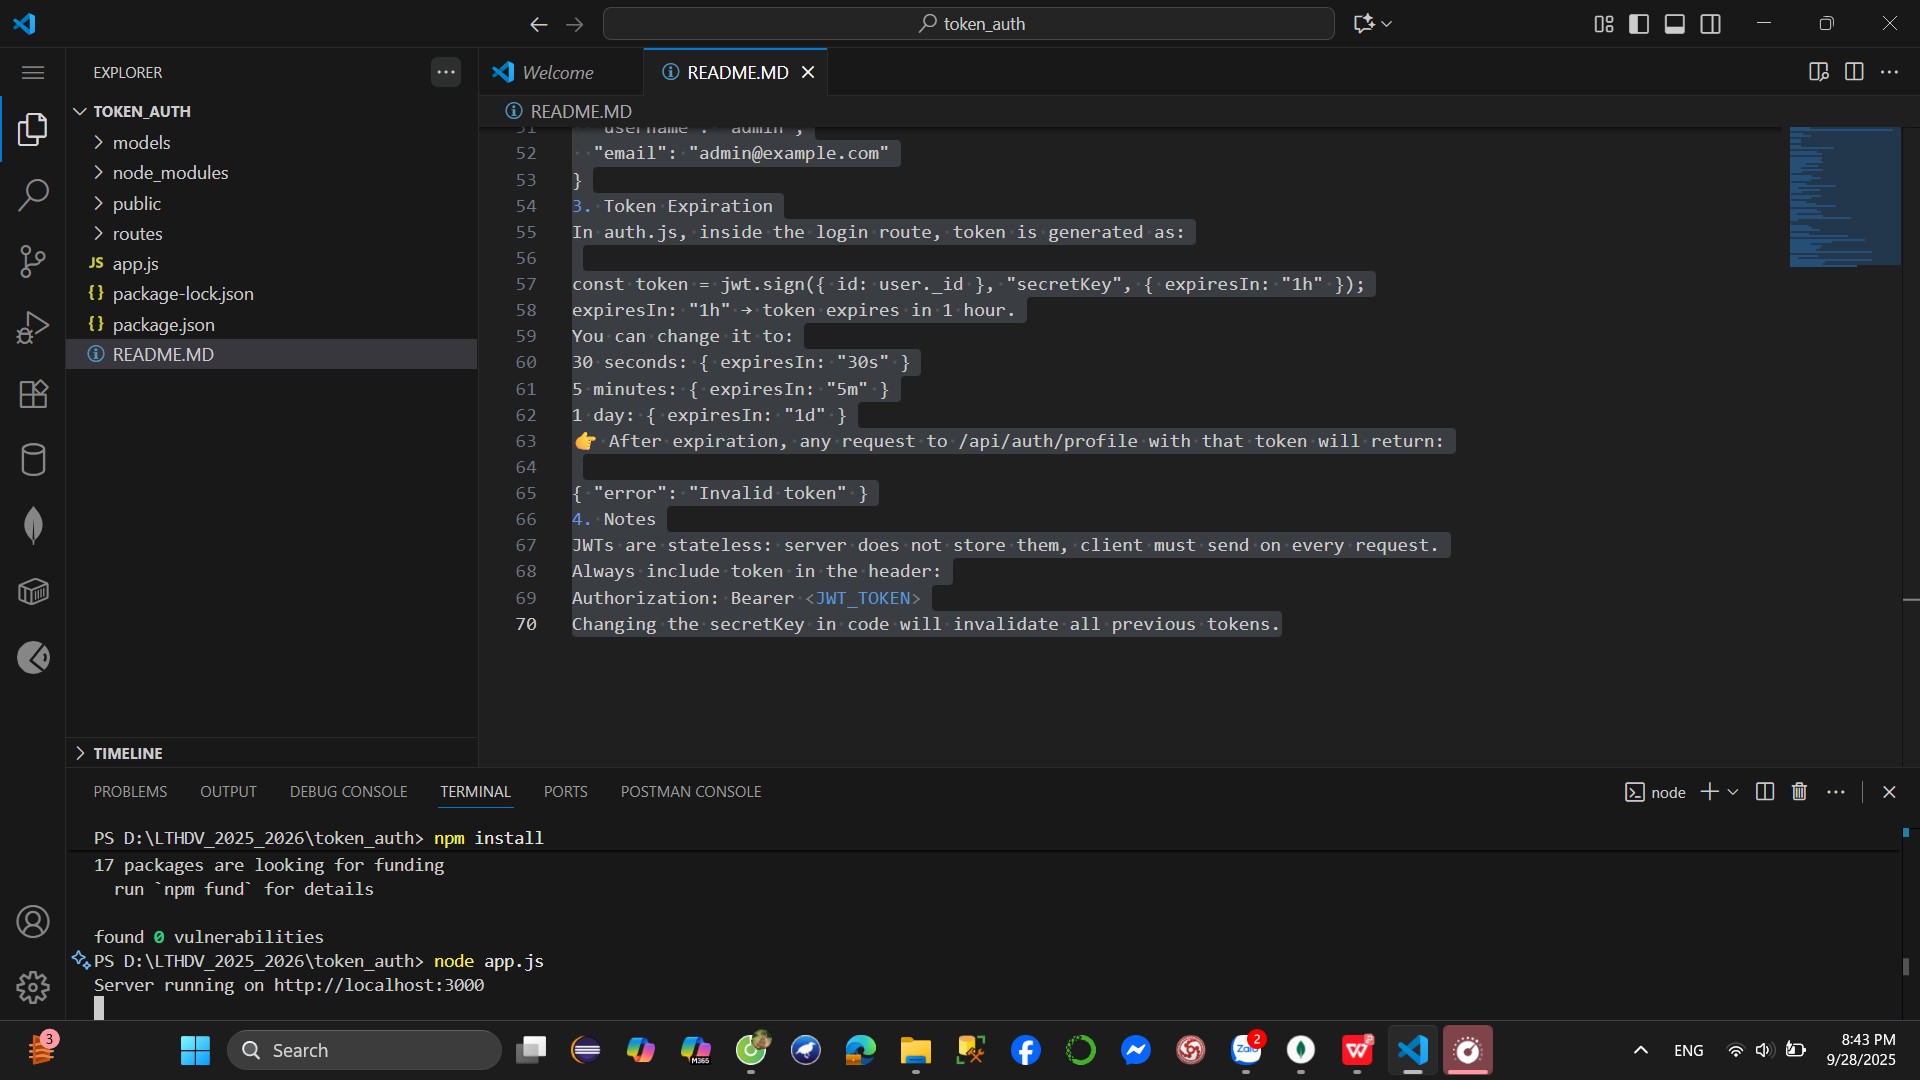 token_auth
EXPLORER
TOKEN_AUTH
models
node_modules
public
routes
JS app.js
{} package-lock.json
{} package.json
README.MD
TIMELINE
Welcome
README.MD
README.MD
51 "username": "admin",
52 "email": "admin@example.com"
53 }
54 3. Token Expiration
55 In auth.js, inside the login route, token is generated as:
56
57 const token = jwt.sign({ id: user._id }, "secretKey", { expiresIn: "1h" });
58 expiresIn: "1h" → token expires in 1 hour.
59 You can change it to:
60 30 seconds: { expiresIn: "30s" }
61 5 minutes: { expiresIn: "5m" }
62 1 day: { expiresIn: "1d" }
63 👉 After expiration, any request to /api/auth/profile with that token will return:
64
65 { "error": "Invalid token" }
66 4. Notes
67 JWTs are stateless: server does not store them, client must send on every request.
68 Always include token in the header:
69 Authorization: Bearer <JWT_TOKEN>
70 Changing the secretKey in code will invalidate all previous tokens.
PROBLEMS OUTPUT DEBUG CONSOLE TERMINAL PORTS POSTMAN CONSOLE
node
PS D:\LTHDV_2025_2026\token_auth> npm install
17 packages are looking for funding
run `npm fund` for details
found 0 vulnerabilities
PS D:\LTHDV_2025_2026\token_auth> node app.js
Server running on http://localhost:3000
3
Search
M365
Zalo
2
ENG
8:43 PM
9/28/2025